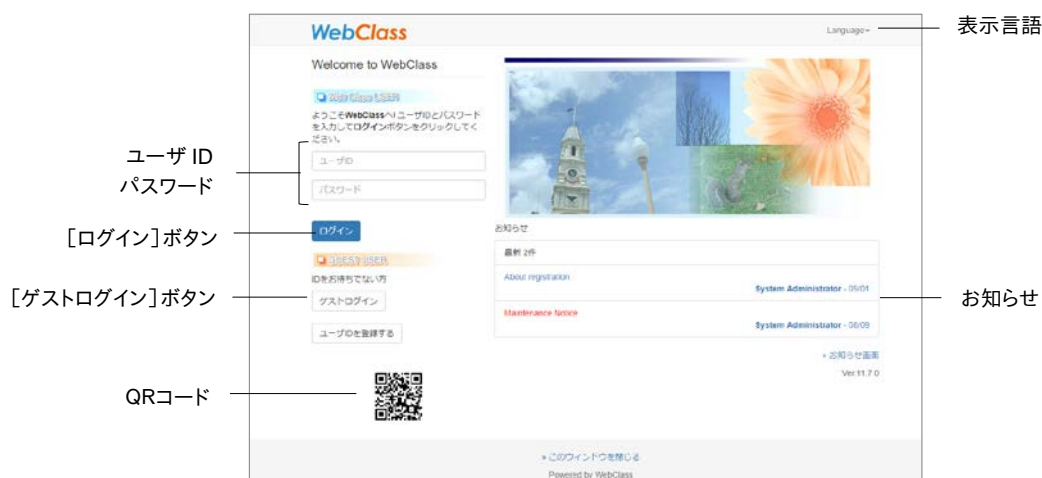 WebClass
Language
表示言語
Welcome to WebClass
Web Class USER
ようこそWebClassへ! ユーザIDとパスワード
を入力してログインボタンをクリックしてく
ださい。
ユーザ ID
パスワード
ユーザID
パスワード
[ログイン]ボタン
ログイン
GUEST USER
IDをお持ちでない方
[ゲストログイン]ボタン
ゲストログイン
ユーザIDを登録する
QRコード
お知らせ
最新 2件
About registration
System Administrator - 09/01
Maintenance Notice
System Administrator - 06/09
お知らせ
» お知らせ画面
Ver.11.7.0
» このウィンドウを閉じる
Powered by WebClass